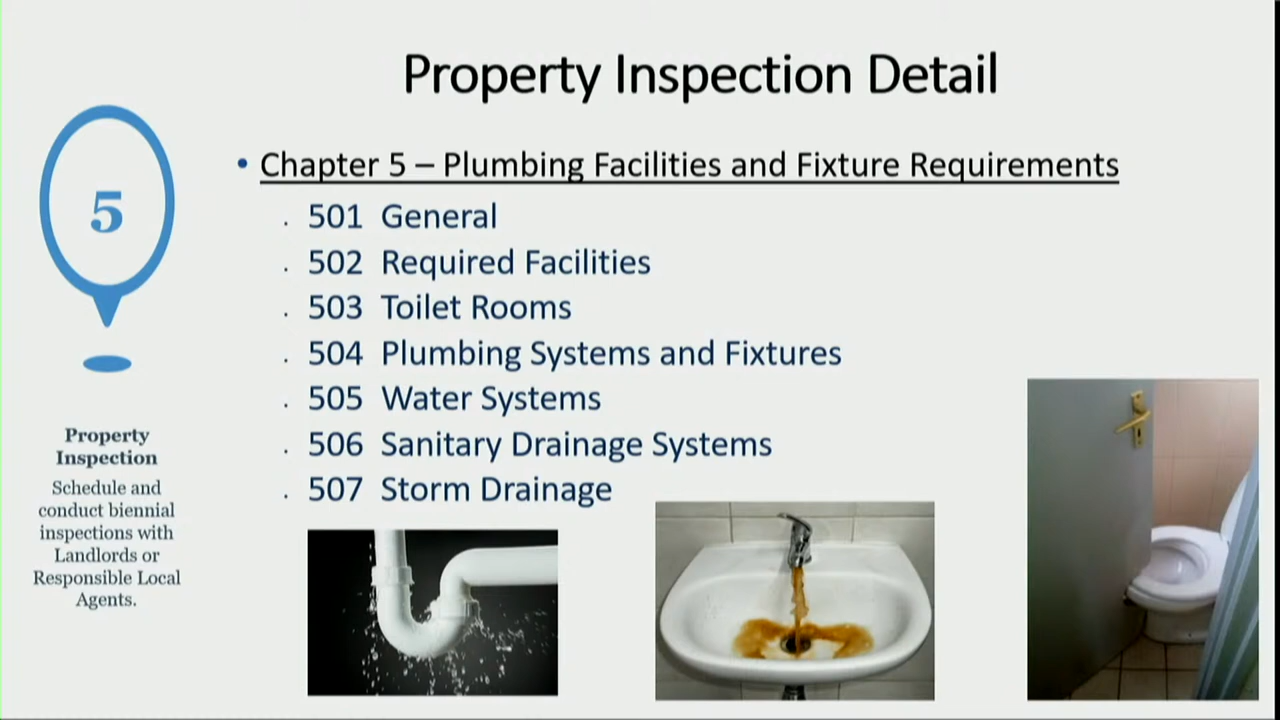 Property Inspection Detail
5
• Chapter 5 – Plumbing Facilities and Fixture Requirements
. 501 General
. 502 Required Facilities
. 503 Toilet Rooms
. 504 Plumbing Systems and Fixtures
. 505 Water Systems
. 506 Sanitary Drainage Systems
. 507 Storm Drainage
Property
Inspection
Schedule and
conduct biennial
inspections with
Landlords or
Responsible Local
Agents.